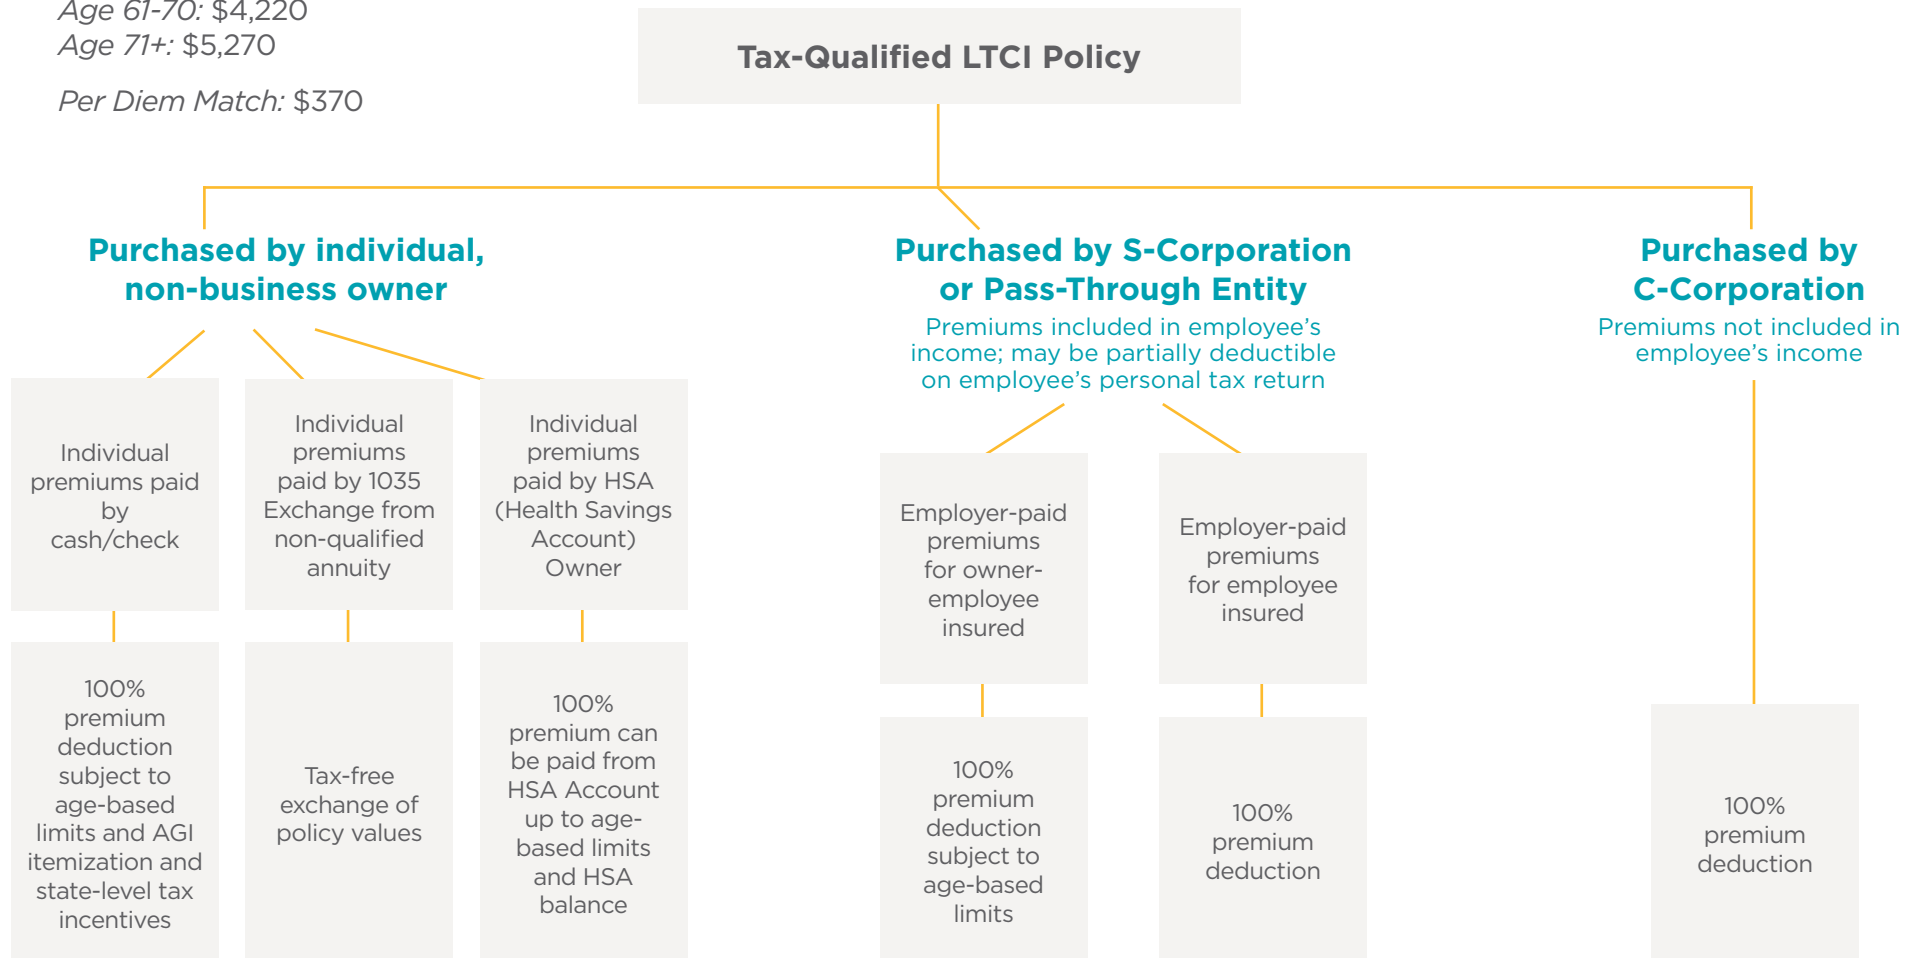 Age 61-70: $4,220
Age 71+: $5,270
Per Diem Match: $370
Tax-Qualified LTCI Policy
Purchased by individual,
non-business owner
Individual
premiums paid
by
cash/check
100%
premium
deduction
subject to
age-based
limits and AGI
itemization and
state-level tax
incentives
Individual
premiums
paid by 1035
Exchange from
non-qualified
annuity
Tax-free
exchange of
policy values
Individual
premiums
paid by HSA
(Health Savings
Account)
Owner
100%
premium can
be paid from
HSA Account
up to age-
based limits
and HSA
balance
Purchased by S-Corporation
or Pass-Through Entity
Premiums included in employee's
income; may be partially deductible
on employee's personal tax return
Employer-paid
premiums
for owner-
employee
insured
100%
premium
deduction
subject to
age-based
limits
Employer-paid
premiums
for employee
insured
100%
premium
deduction
Purchased by
C-Corporation
Premiums not included in
employee's income
100%
premium
deduction